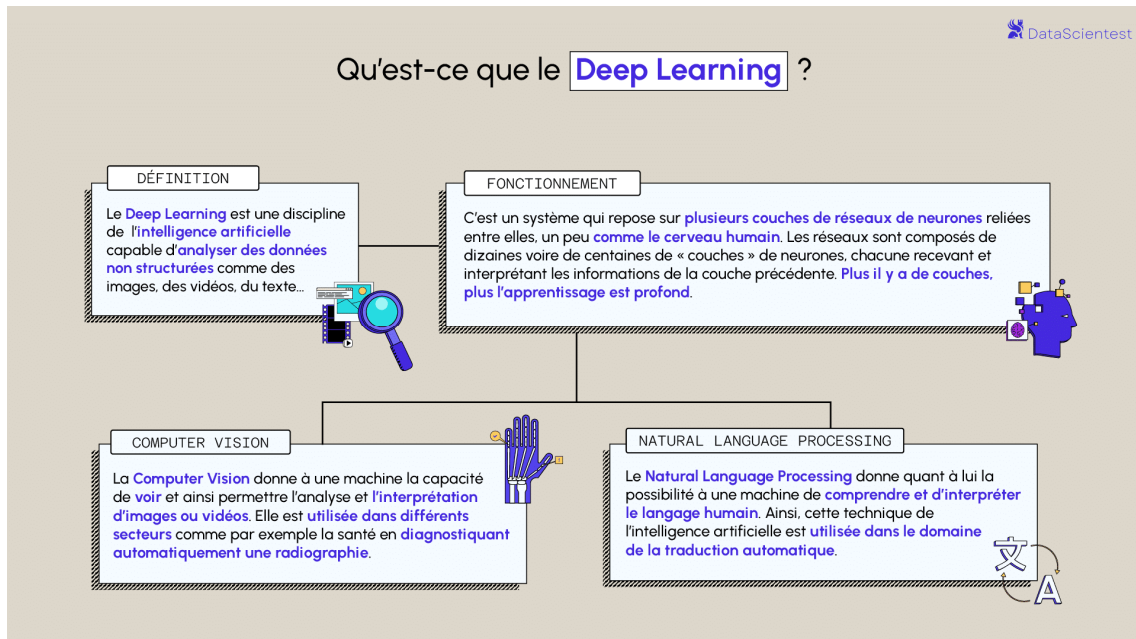 DataScientest
Qu'est-ce que le Deep Learning ?
DÉFINITION
Le Deep Learning est une discipline
de l'intelligence artificielle
capable d'analyser des données
non structurées comme des
images, des vidéos, du texte...
FONCTIONNEMENT
C'est un système qui repose sur plusieurs couches de réseaux de neurones reliées
entre elles, un peu comme le cerveau humain. Les réseaux sont composés de
dizaines voire de centaines de « couches » de neurones, chacune recevant et
interprétant les informations de la couche précédente. Plus il y a de couches,
plus l'apprentissage est profond.
COMPUTER VISION
La Computer Vision donne à une machine la capacité
de voir et ainsi permettre l'analyse et l'interprétation
d'images ou vidéos. Elle est utilisée dans différents
secteurs comme par exemple la santé en diagnostiquant
automatiquement une radiographie.
NATURAL LANGUAGE PROCESSING
Le Natural Language Processing donne quant à lui la
possibilité à une machine de comprendre et d'interpréter
le langage humain. Ainsi, cette technique de
l'intelligence artificielle est utilisée dans le domaine
de la traduction automatique.
文
A